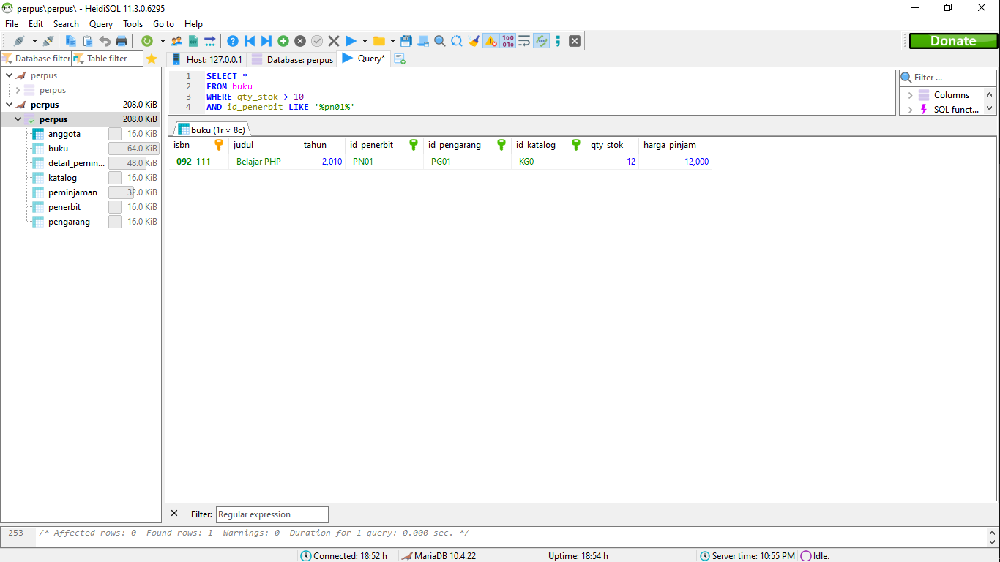 HS perpus\perpus\ - HeidiSQL 11.3.0.6295
File Edit Search Query Tools Go to Help
Donate
Database filter Table filter
Host: 127.0.0.1 Database: perpus Query*
perpus
perpus
perpus 208.0 KiB
perpus 208.0 KiB
anggota 16.0 KiB
buku 64.0 KiB
detail_pemin... 48.0 KiB
katalog 16.0 KiB
peminjaman 32.0 KiB
penerbit 16.0 KiB
pengarang 16.0 KiB
1 SELECT *
2 FROM buku
3 WHERE qty_stok > 10
4 AND id_penerbit LIKE '%pn01%'
Filter ...
Columns
SQL funct...
buku (1r × 8c)
isbn judul tahun id_penerbit id_pengarang id_katalog qty_stok harga_pinjam
092-111 Belajar PHP 2,010 PN01 PG01 KG0 12 12,000
Filter: Regular expression
253 /* Affected rows: 0 Found rows: 1 Warnings: 0 Duration for 1 query: 0.000 sec. */
Connected: 18:52 h MariaDB 10.4.22 Uptime: 18:54 h Server time: 10:55 PM Idle.